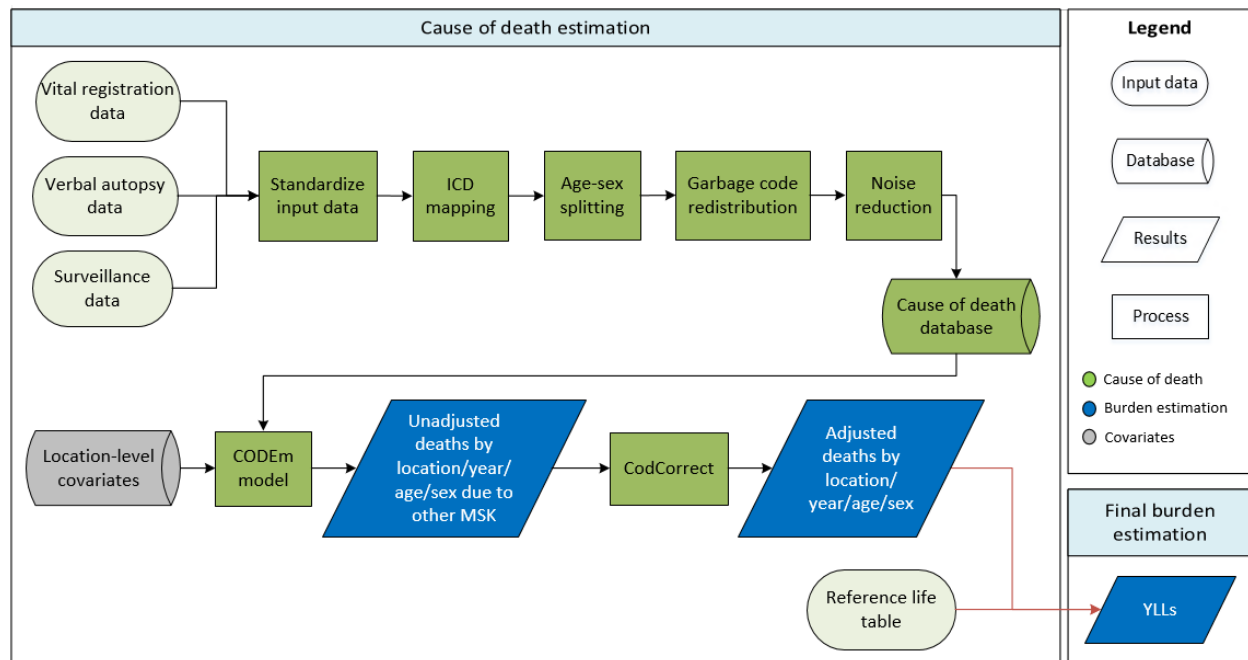 Cause of death estimation
Vital registration
data
Verbal autopsy
data
Surveillance
data
Standardize
input data
ICD
mapping
Age-sex
splitting
Garbage code
redistribution
Noise
reduction
Cause of death
database
Location-level
covariates
CODEm
model
Unadjusted
deaths by
location/year/
age/sex due to
other MSK
CodCorrect
Adjusted
deaths by
location/
year/age/sex
Reference life
table
Legend
Input data
Database
Results
Process
Cause of death
Burden estimation
Covariates
Final burden
estimation
YLLs